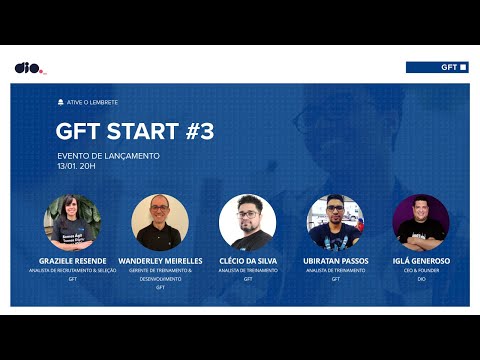 dio.
GFT
ATIVE O LEMBRETE
GFT START #3
EVENTO DE LANÇAMENTO
13/01. 20H
GRAZIELE RESENDE
ANALISTA DE RECRUTAMENTO & SELEÇÃO
GFT
WANDERLEY MEIRELLES
GERENTE DE TREINAMENTO &
DESENVOLVIMENTO
GFT
CLÉCIO DA SILVA
ANALISTA DE TREINAMENTO
GFT
UBIRATAN PASSOS
ANALISTA DE TREINAMENTO
GFT
IGLÁ GENEROSO
CEO & FOUNDER
DIO